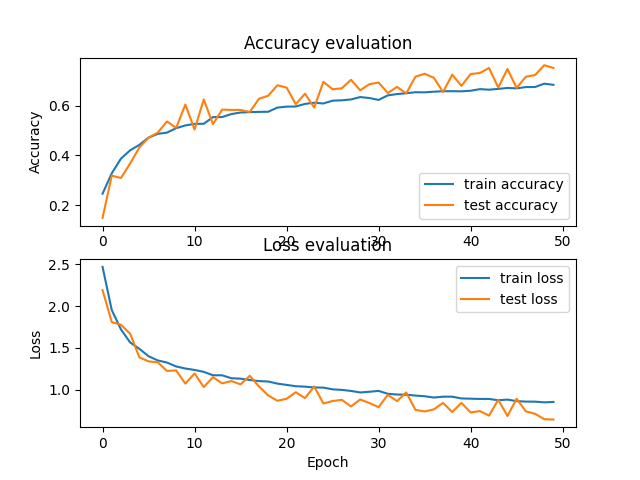 Accuracy evaluation
Accuracy
0.6
0.4
0.2
train accuracy
test accuracy
0 10 20 30 40 50
Loss evaluation
Loss
2.5
2.0
1.5
1.0
train loss
test loss
0 10 20 30 40 50
Epoch